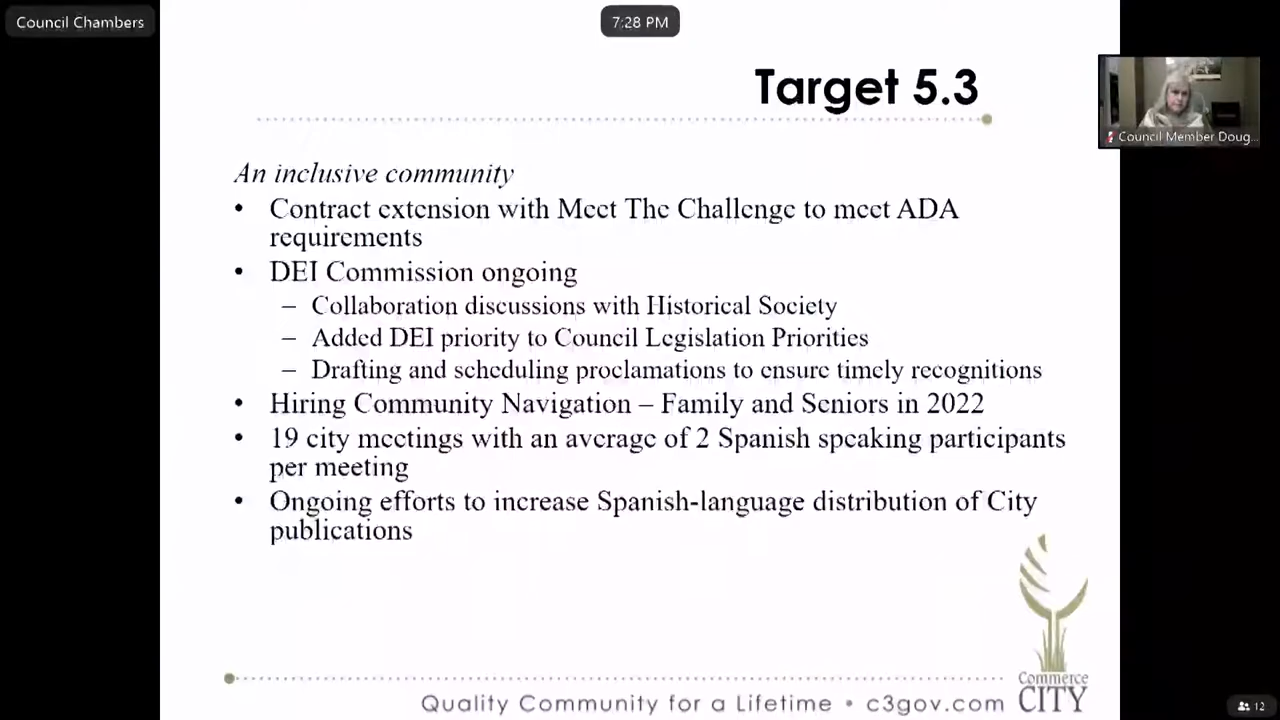 Council Chambers
7:28 PM
Target 5.3
Council Member Doug...
An inclusive community
• Contract extension with Meet The Challenge to meet ADA
requirements
• DEI Commission ongoing
– Collaboration discussions with Historical Society
– Added DEI priority to Council Legislation Priorities
– Drafting and scheduling proclamations to ensure timely recognitions
• Hiring Community Navigation – Family and Seniors in 2022
• 19 city meetings with an average of 2 Spanish speaking participants
per meeting
• Ongoing efforts to increase Spanish-language distribution of City
publications
Commerce
CITY
Quality Community for a Lifetime • c3gov.com
12